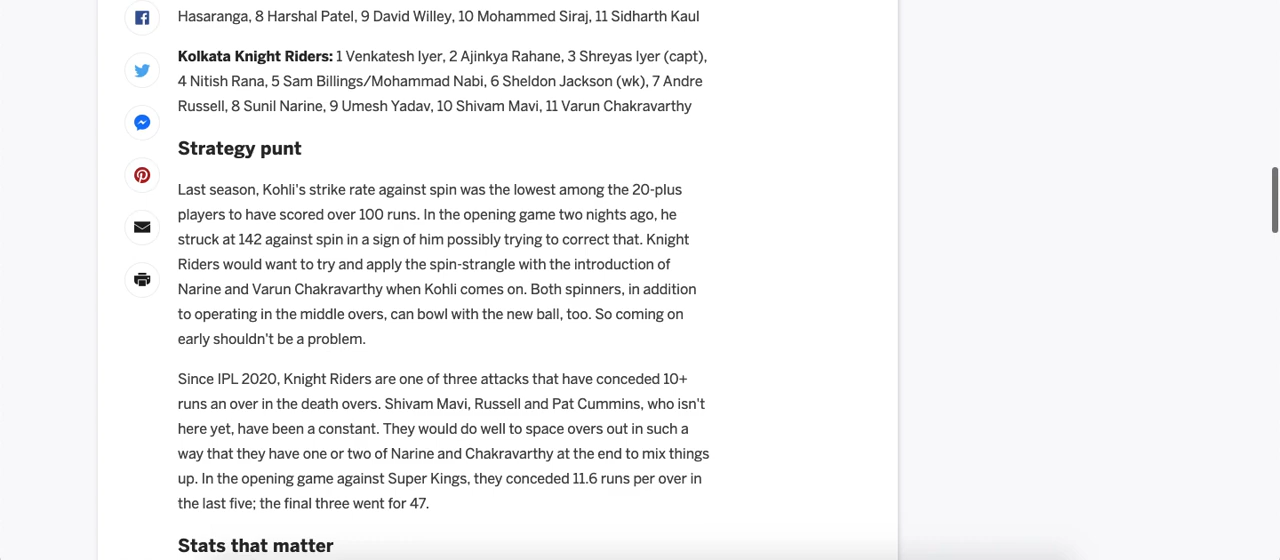 Hasaranga, 8 Harshal Patel, 9 David Willey, 10 Mohammed Siraj, 11 Sidharth Kaul
Kolkata Knight Riders: 1 Venkatesh Iyer, 2 Ajinkya Rahane, 3 Shreyas Iyer (capt),
4 Nitish Rana, 5 Sam Billings/Mohammad Nabi, 6 Sheldon Jackson (wk), 7 Andre
Russell, 8 Sunil Narine, 9 Umesh Yadav, 10 Shivam Mavi, 11 Varun Chakravarthy
Strategy punt
Last season, Kohli's strike rate against spin was the lowest among the 20-plus
players to have scored over 100 runs. In the opening game two nights ago, he
struck at 142 against spin in a sign of him possibly trying to correct that. Knight
Riders would want to try and apply the spin-strangle with the introduction of
Narine and Varun Chakravarthy when Kohli comes on. Both spinners, in addition
to operating in the middle overs, can bowl with the new ball, too. So coming on
early shouldn't be a problem.
Since IPL 2020, Knight Riders are one of three attacks that have conceded 10+
runs an over in the death overs. Shivam Mavi, Russell and Pat Cummins, who isn't
here yet, have been a constant. They would do well to space overs out in such a
way that they have one or two of Narine and Chakravarthy at the end to mix things
up. In the opening game against Super Kings, they conceded 11.6 runs per over in
the last five; the final three went for 47.
Stats that matter